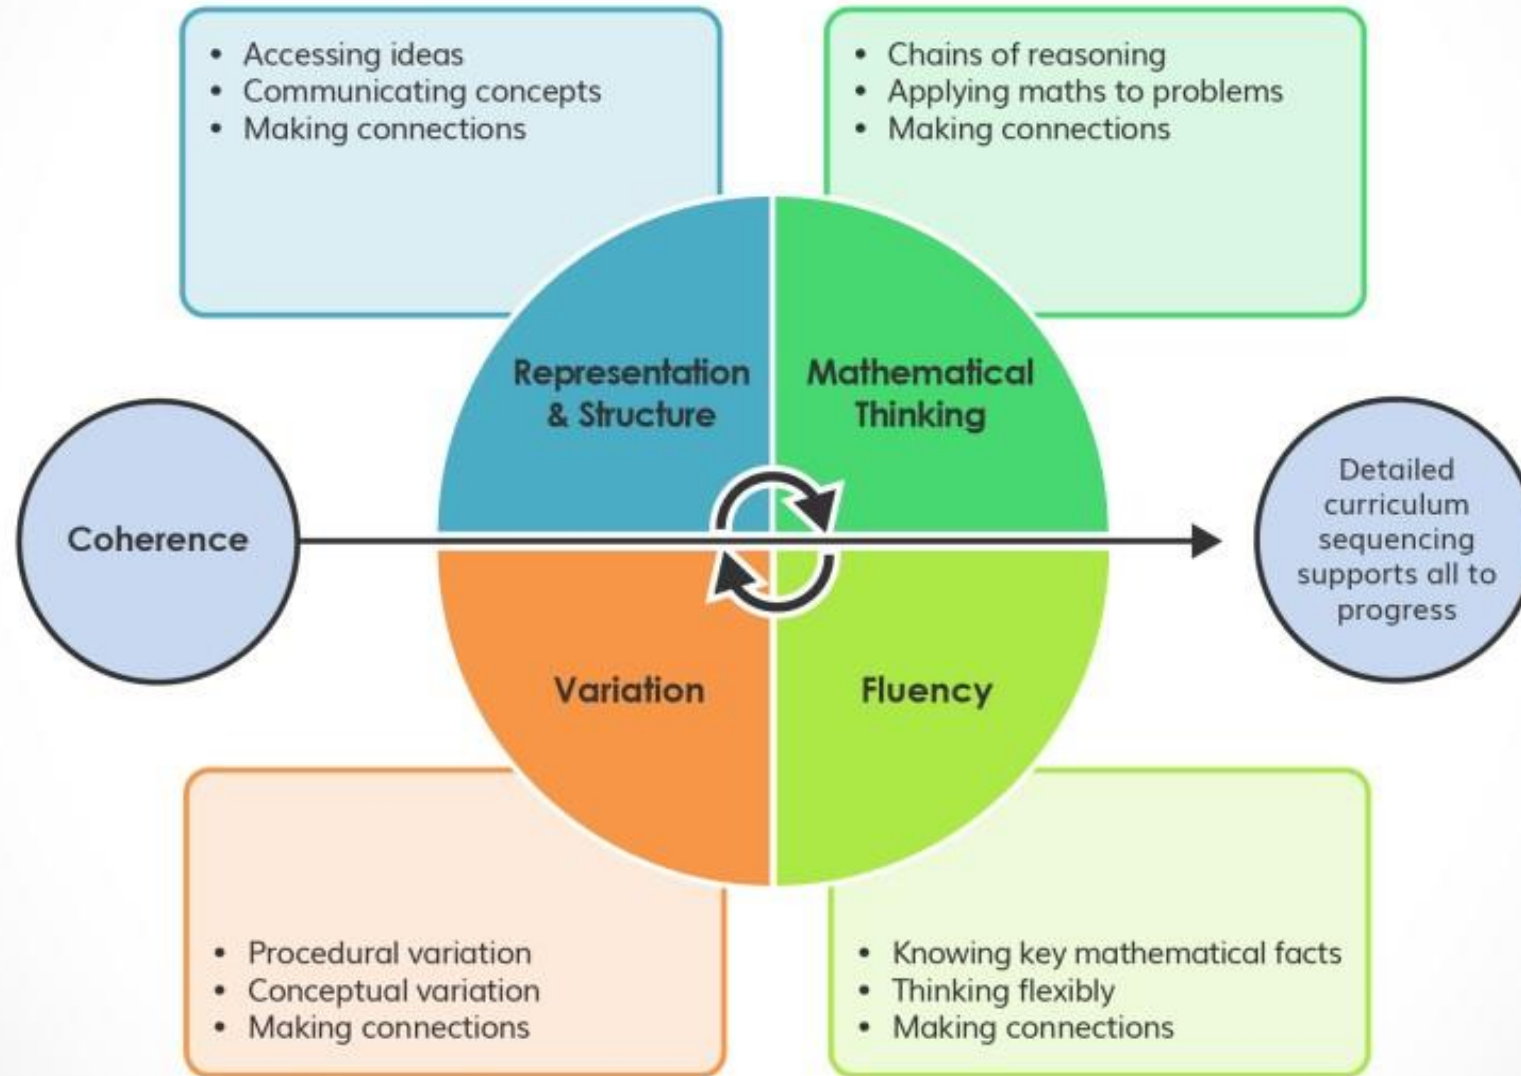 • Accessing ideas
• Communicating concepts
• Making connections
• Chains of reasoning
• Applying maths to problems
• Making connections
Representation
& Structure
Mathematical
Thinking
Coherence
Detailed
curriculum
sequencing
supports all to
progress
Variation
Fluency
• Procedural variation
• Conceptual variation
• Making connections
• Knowing key mathematical facts
• Thinking flexibly
• Making connections